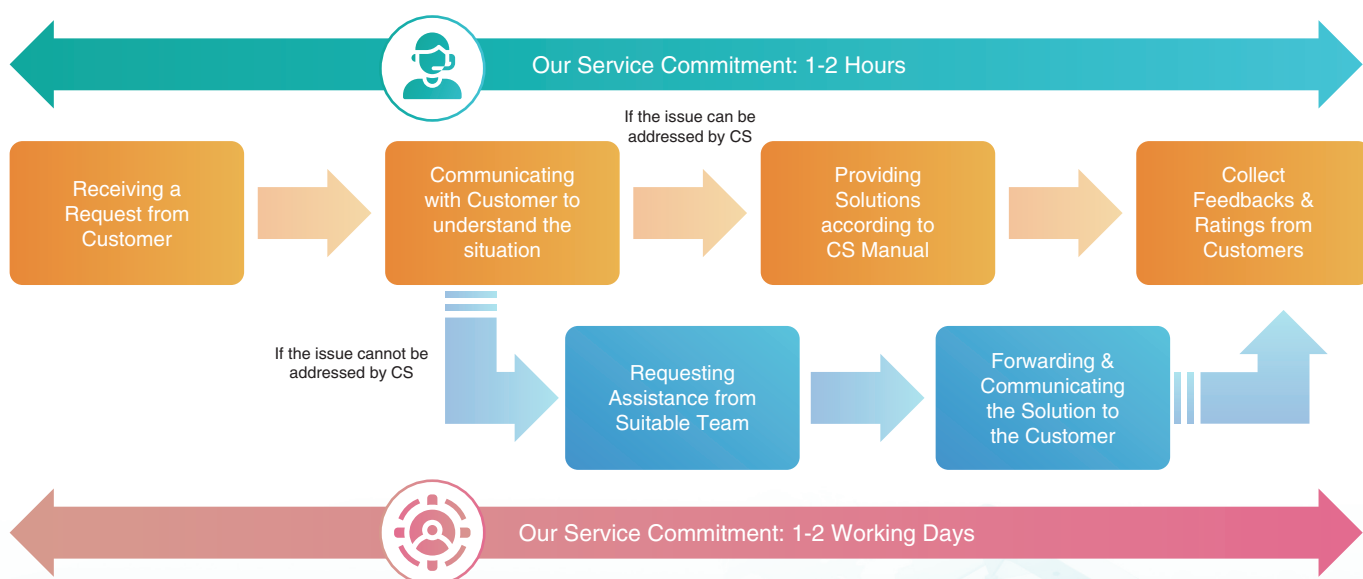 Our Service Commitment: 1-2 Hours
If the issue can be
addressed by CS
Receiving a
Request from
Customer
Communicating
with Customer to
understand the
situation
Providing
Solutions
according to
CS Manual
Collect
Feedbacks &
Ratings from
Customers
If the issue cannot be
addressed by CS
Requesting
Assistance from
Suitable Team
Forwarding &
Communicating
the Solution to
the Customer
Our Service Commitment: 1-2 Working Days